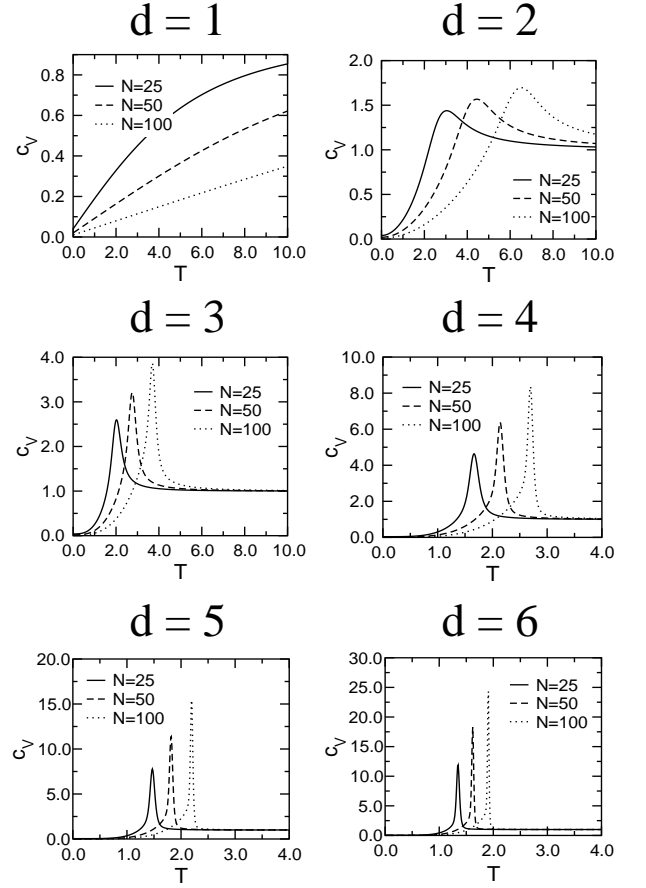 d = 1
0.8
0.6
0.4
0.2
0.0
c_V
N=25
N=50
N=100
0.0 2.0 4.0 6.0 8.0 10.0
T
d = 2
2.0
1.5
1.0
0.5
0.0
c_V
N=25
N=50
N=100
0.0 2.0 4.0 6.0 8.0 10.0
T
d = 3
4.0
3.0
2.0
1.0
0.0
c_V
N=25
N=50
N=100
0.0 2.0 4.0 6.0 8.0 10.0
T
d = 4
10.0
8.0
6.0
4.0
2.0
0.0
c_V
N=25
N=50
N=100
0.0 1.0 2.0 3.0 4.0
T
d = 5
20.0
15.0
10.0
5.0
0.0
c_V
N=25
N=50
N=100
0.0 1.0 2.0 3.0 4.0
T
d = 6
30.0
25.0
20.0
15.0
10.0
5.0
0.0
c_V
N=25
N=50
N=100
0.0 1.0 2.0 3.0 4.0
T